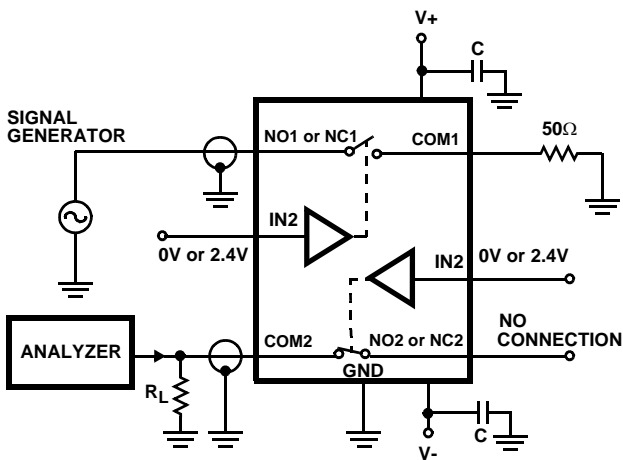 V+
C
SIGNAL
GENERATOR
NO1 or NC1
COM1
50Ω
IN2
0V or 2.4V
IN2
0V or 2.4V
ANALYZER
COM2
NO2 or NC2
NO
CONNECTION
GND
RL
C
V-